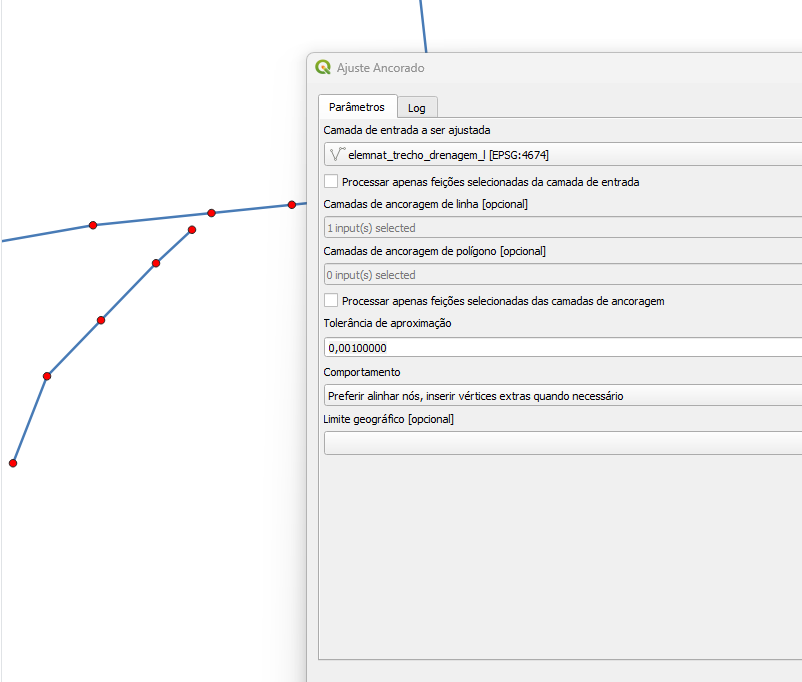 Ajuste Ancorado
Parâmetros
Log
Camada de entrada a ser ajustada
elemnat_trecho_drenagem_l [EPSG:4674]
Processar apenas feições selecionadas da camada de entrada
Camadas de ancoragem de linha [opcional]
1 input(s) selected
Camadas de ancoragem de polígono [opcional]
0 input(s) selected
Processar apenas feições selecionadas das camadas de ancoragem
Tolerância de aproximação
0,00100000
Comportamento
Preferir alinhar nós, inserir vértices extras quando necessário
Limite geográfico [opcional]